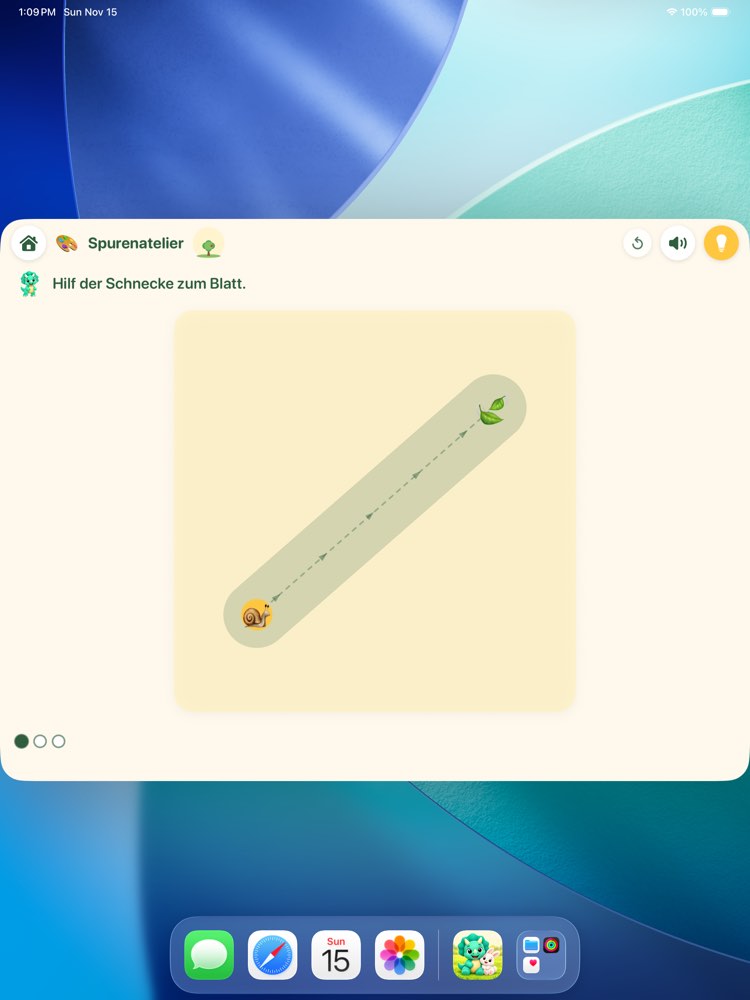 1:09 PM Sun Nov 15
100%
Spurenatelier
Hilf der Schnecke zum Blatt.
Sun
15